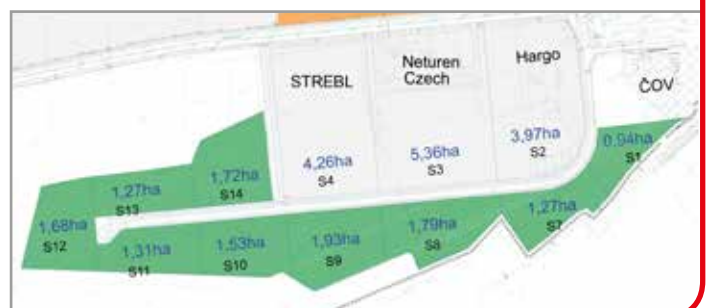 STREBL
Neturen
Czech
Hargo
ČOV
4,26ha
S4
5,36ha
S3
3,97ha
S2
0,94ha
S1
1,27ha
S13
1,72ha
S14
1,68ha
S12
1,31ha
S11
1,53ha
S10
1,93ha
S9
1,79ha
S8
1,27ha
S7